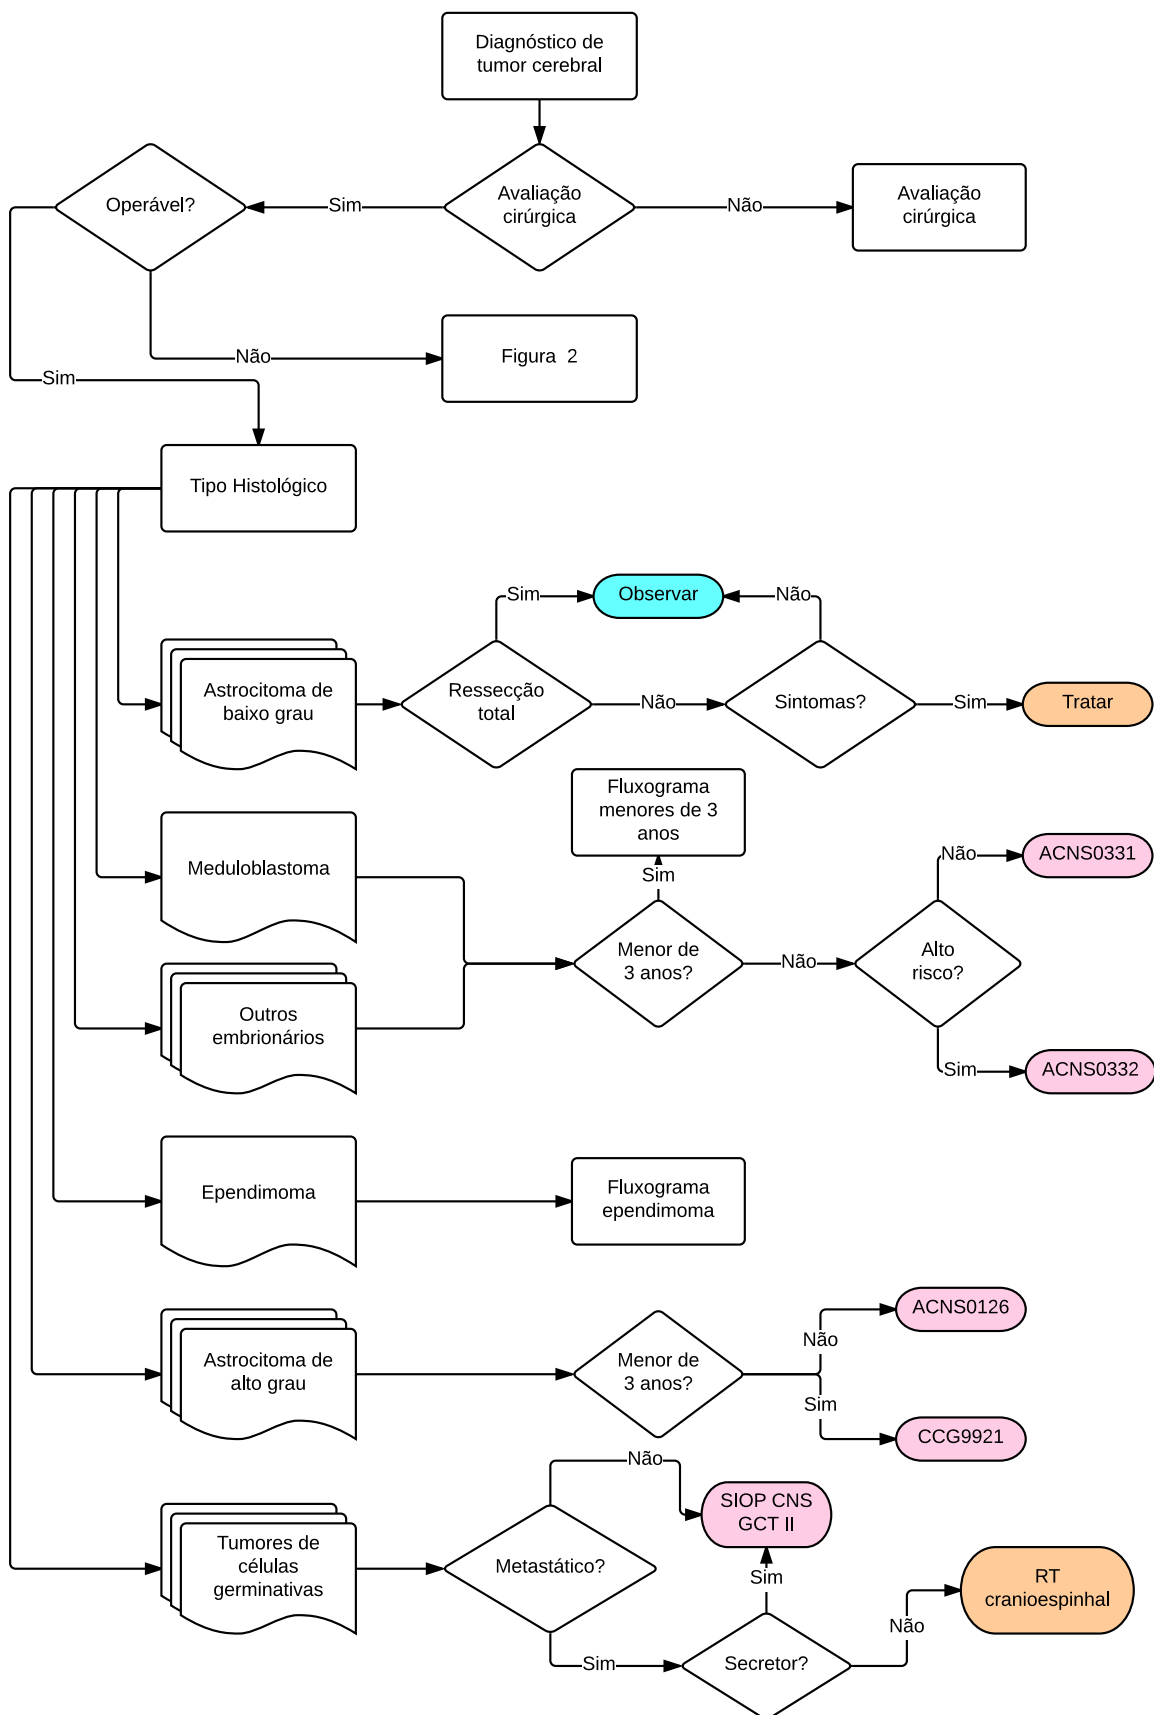 Diagnóstico de
tumor cerebral
Operável?
Sim
Avaliação
cirúrgica
Não
Avaliação
cirúrgica
Não
Figura 2
Sim
Tipo Histológico
Sim
Observar
Não
Astrocitoma de
baixo grau
Ressecção
total
Não
Sintomas?
Sim
Tratar
Fluxograma
menores de 3
anos
Meduloblastoma
Sim
Não
ACNS0331
Menor de
3 anos?
Não
Alto
risco?
Outros
embrionários
Sim
ACNS0332
Ependimoma
Fluxograma
ependimoma
ACNS0126
Não
Astrocitoma de
alto grau
Menor de
3 anos?
Sim
CCG9921
Não
SIOP CNS
GCT II
Tumores de
células
germinativas
Metastático?
Sim
RT
cranioespinhal
Não
Sim
Secretor?